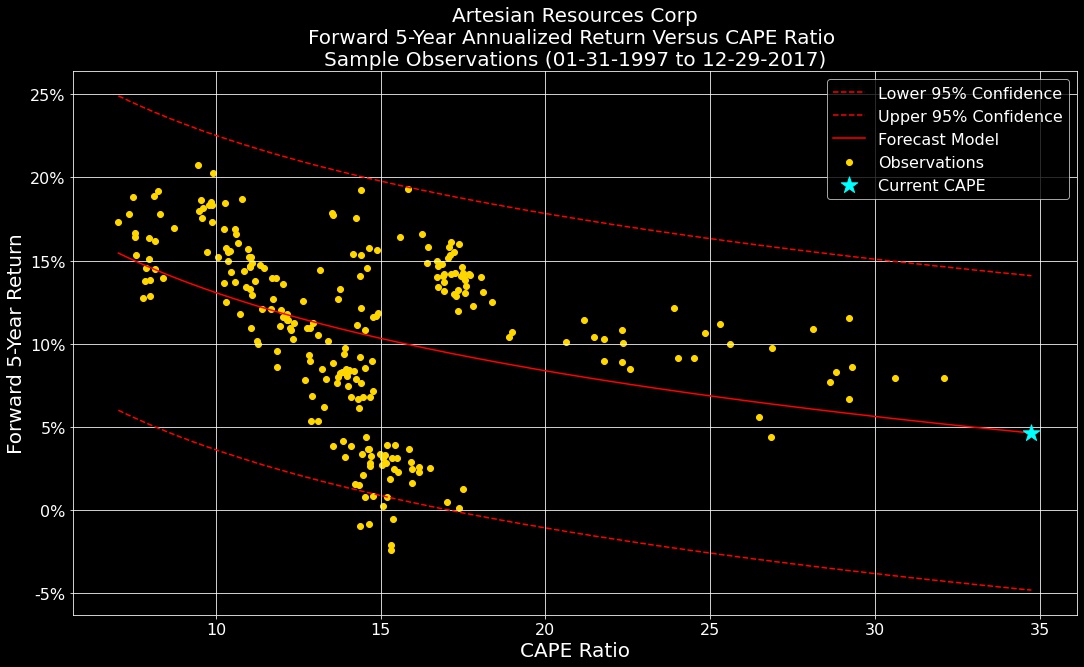 Artesian Resources Corp
Forward 5-Year Annualized Return Versus CAPE Ratio
Sample Observations (01-31-1997 to 12-29-2017)
Lower 95% Confidence
Upper 95% Confidence
Forecast Model
Observations
Current CAPE
Forward 5-Year Return
25%
20%
15%
10%
5%
0%
-5%
10 15 20 25 30 35
CAPE Ratio